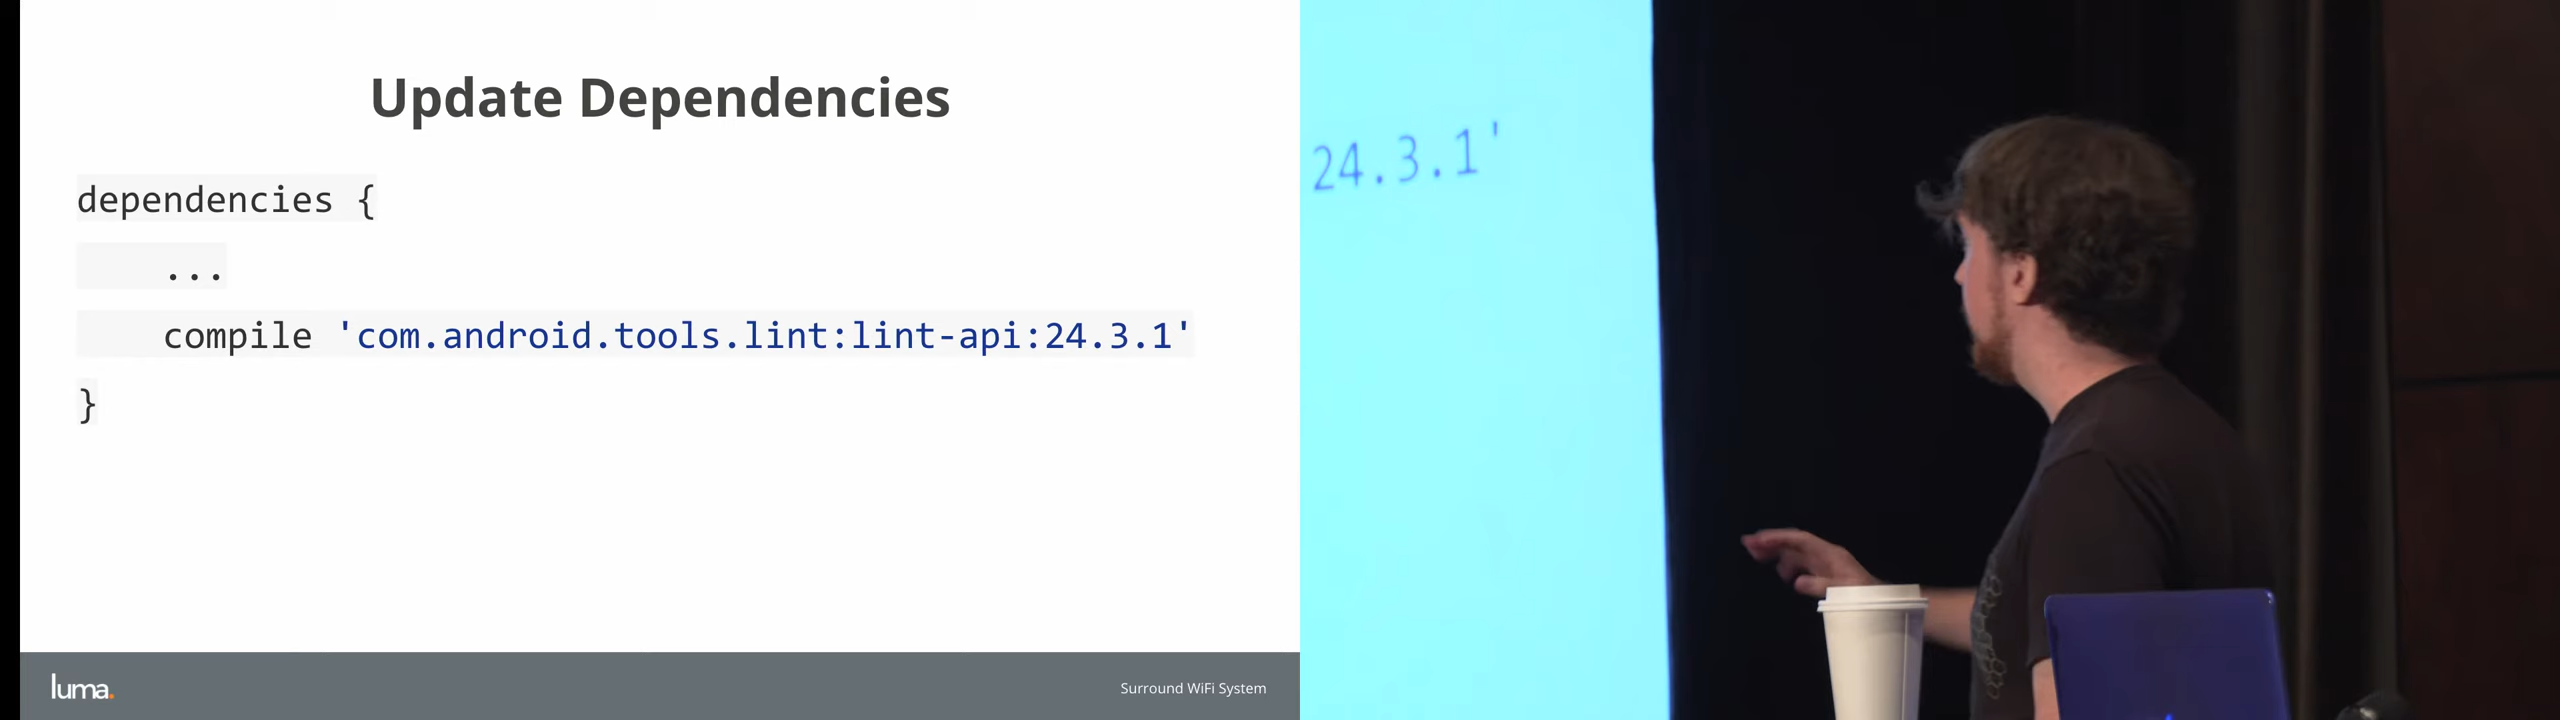 Update Dependencies
dependencies {
    ...
    compile 'com.android.tools.lint:lint-api:24.3.1'
}
luma.
Surround WiFi System
24.3.1'